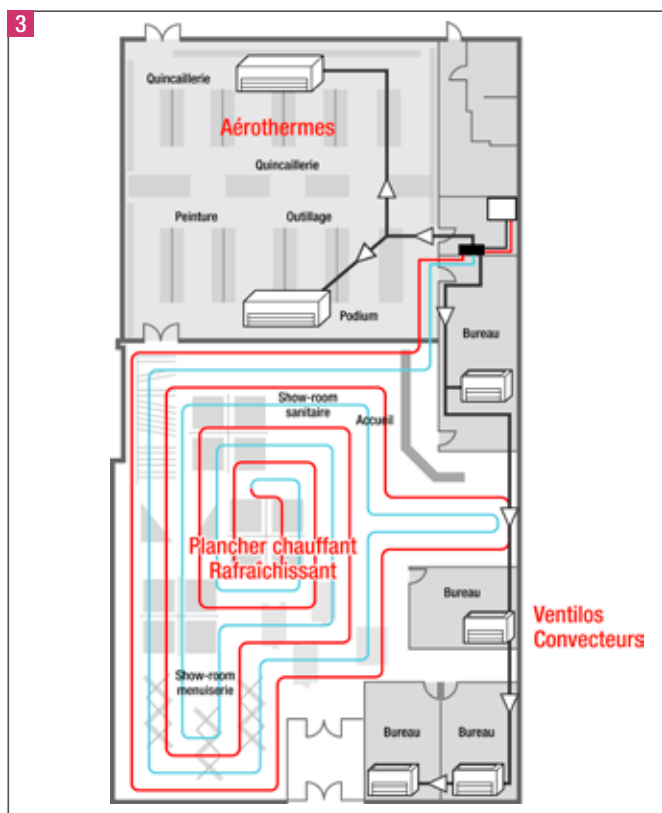 3
Quincaillerie
Aérothermes
Quincaillerie
Peinture
Outillage
Podium
Bureau
Show-room
sanitaire
Accueil
Plancher chauffant
Rafraîchissant
Bureau
Ventilos
Convecteurs
Show-room
menuiserie
Bureau
Bureau